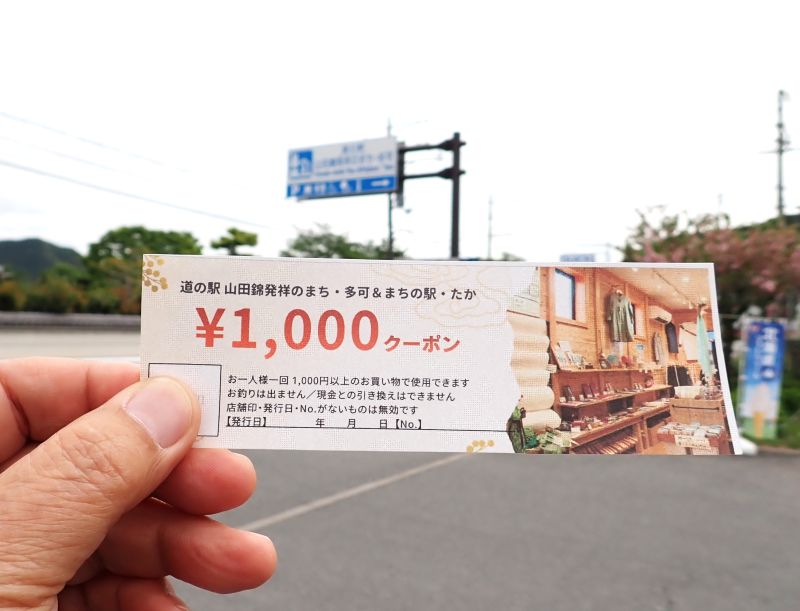 道の駅 山田錦発祥のまち・多可＆まちの駅・たか
¥1,000クーポン
お一人様一回 1,000円以上のお買い物で使用できます
お釣りは出ません／現金との引き換えはできません
店舗印・発行日・No.がないものは無効です
【発行日】 年 月 日【No.】